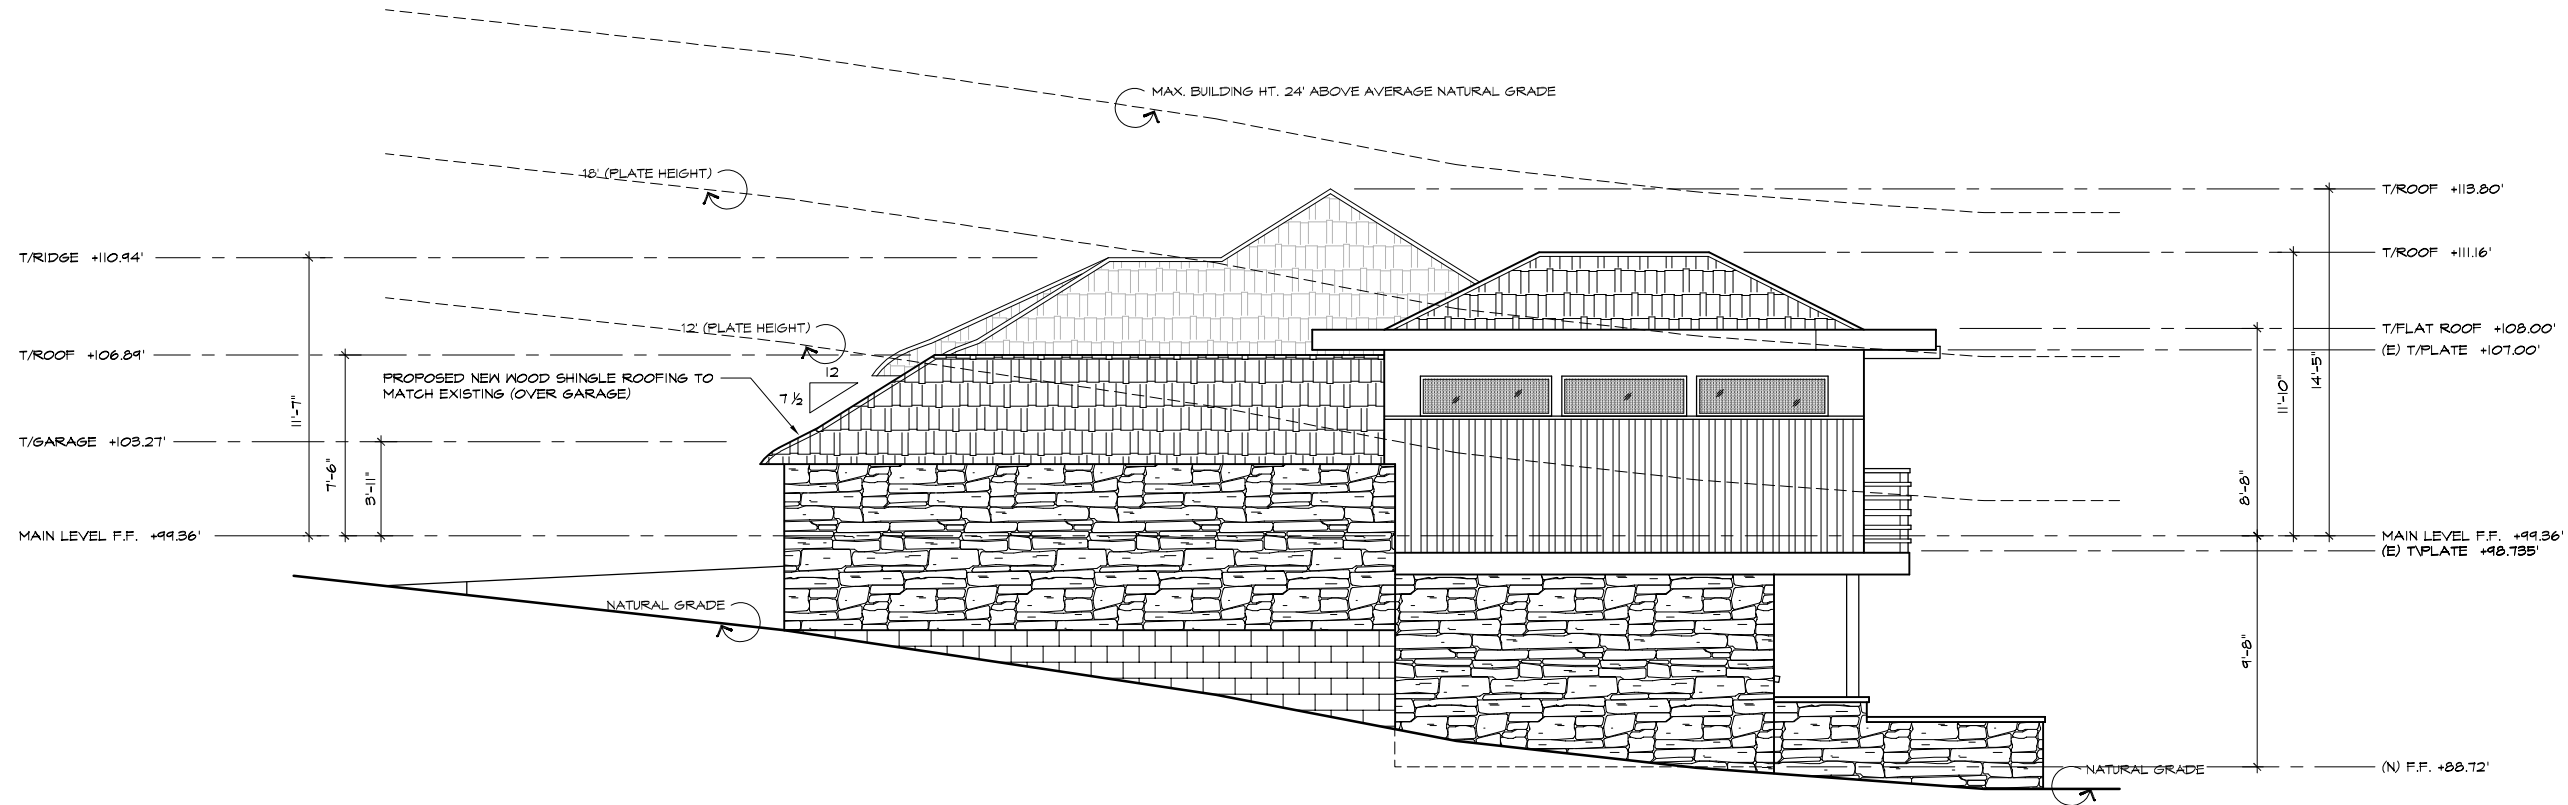 MAX. BUILDING HT. 24' ABOVE AVERAGE NATURAL GRADE
18' (PLATE HEIGHT)
T/ROOF +113.80'
T/RIDGE +110.94'
T/ROOF +111.16'
12' (PLATE HEIGHT)
T/FLAT ROOF +108.00'
(E) T/PLATE +107.00'
T/ROOF +106.89'
12
7 ½
PROPOSED NEW WOOD SHINGLE ROOFING TO
MATCH EXISTING (OVER GARAGE)
14'-5"
11'-10"
11'-7"
T/GARAGE +103.27'
7'-6"
3'-11"
8'-8"
MAIN LEVEL F.F. +99.36'
MAIN LEVEL F.F. +99.36'
(E) T\PLATE +98.735'
NATURAL GRADE
9'-8"
(N) F.F. +88.72'
NATURAL GRADE